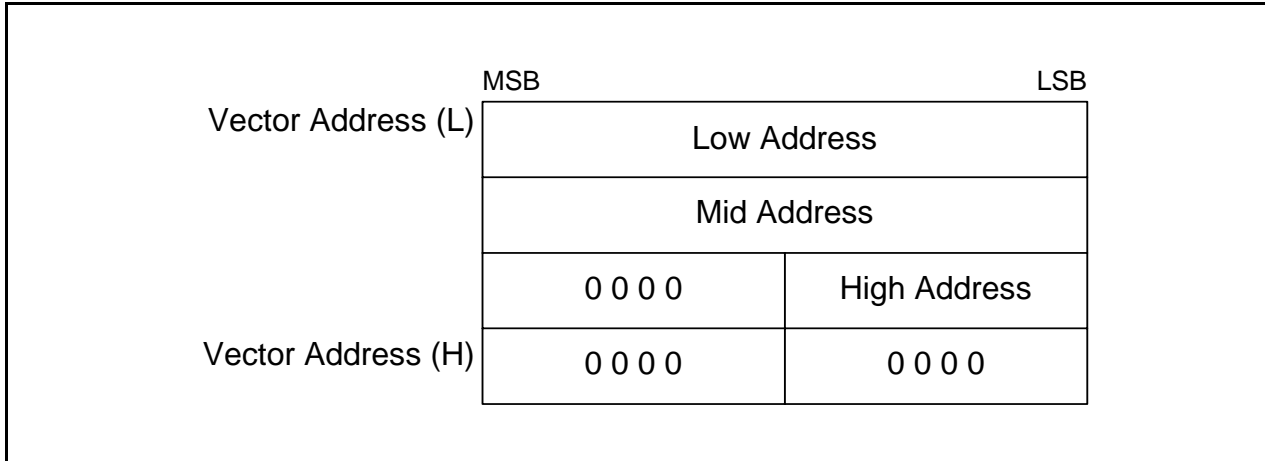 MSB LSB
Vector Address (L) Low Address
Mid Address
0 0 0 0 High Address
Vector Address (H) 0 0 0 0 0 0 0 0